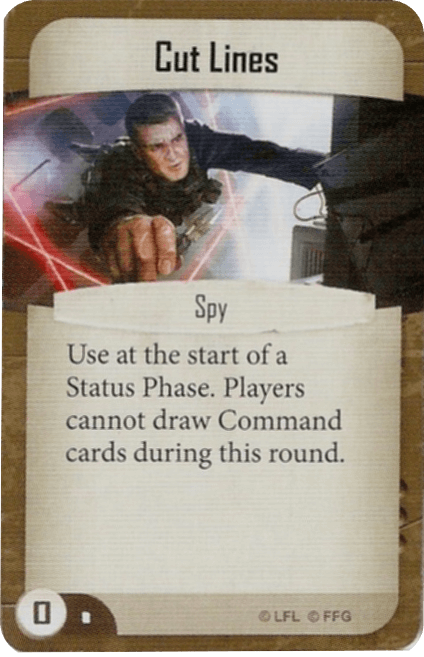 Cut Lines
Spy
Use at the start of a
Status Phase. Players
cannot draw Command
cards during this round.
0
© LFL © FFG